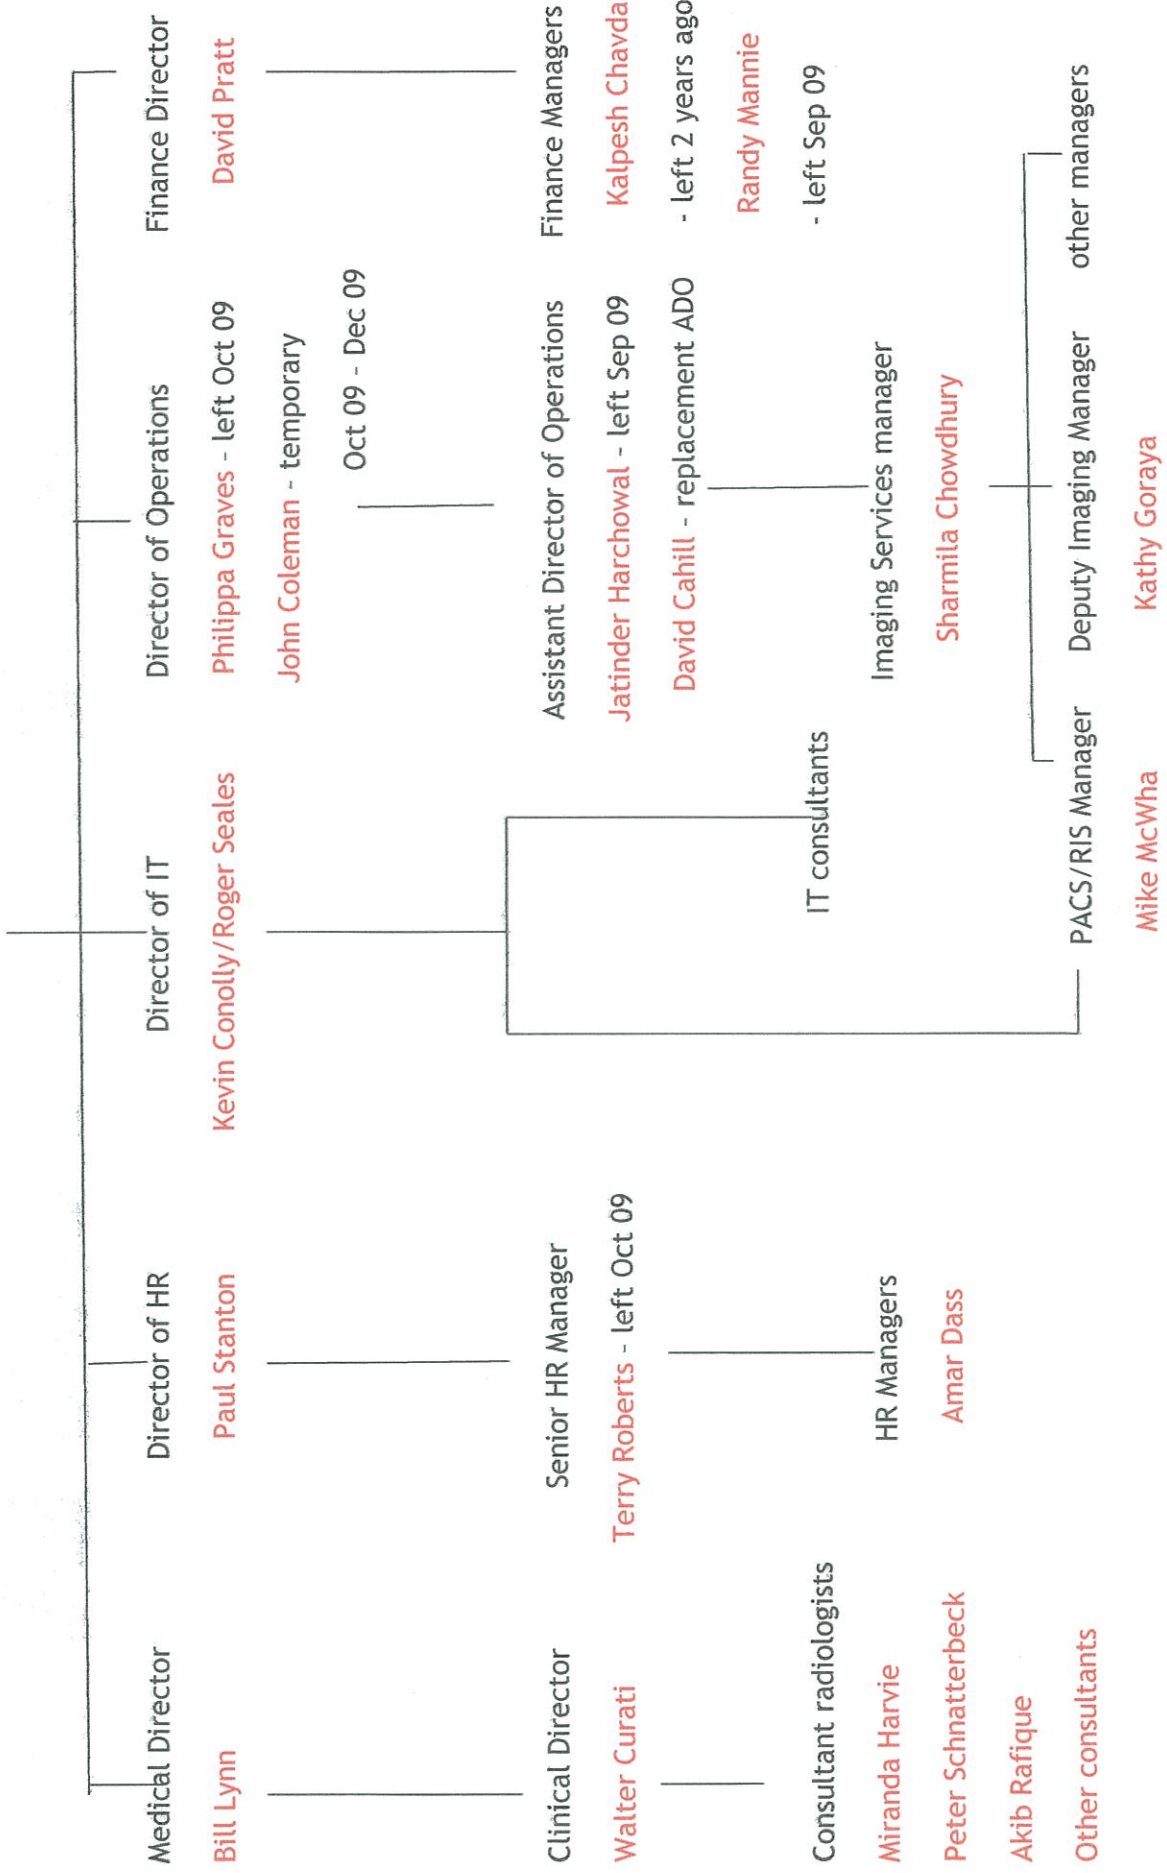 Medical Director
Bill Lynn
Clinical Director
Walter Curati
Consultant radiologists
Miranda Harvie
Peter Schnatterbeck
Akib Rafique
Other consultants
Director of HR
Paul Stanton
Senior HR Manager
Terry Roberts - left Oct 09
HR Managers
Amar Dass
Director of IT
Kevin Conolly/Roger Seales
IT consultants
PACS/RIS Manager
Mike McWha
Director of Operations
Philippa Graves - left Oct 09
John Coleman - temporary
Oct 09 - Dec 09
Assistant Director of Operations
Jatinder Harchowal - left Sep 09
David Cahill - replacement ADO
Imaging Services manager
Sharmila Chowdhury
Deputy Imaging Manager
Kathy Goraya
other managers
Finance Director
David Pratt
Finance Managers
Kalpesh Chavda
- left 2 years ago
Randy Mannie
- left Sep 09